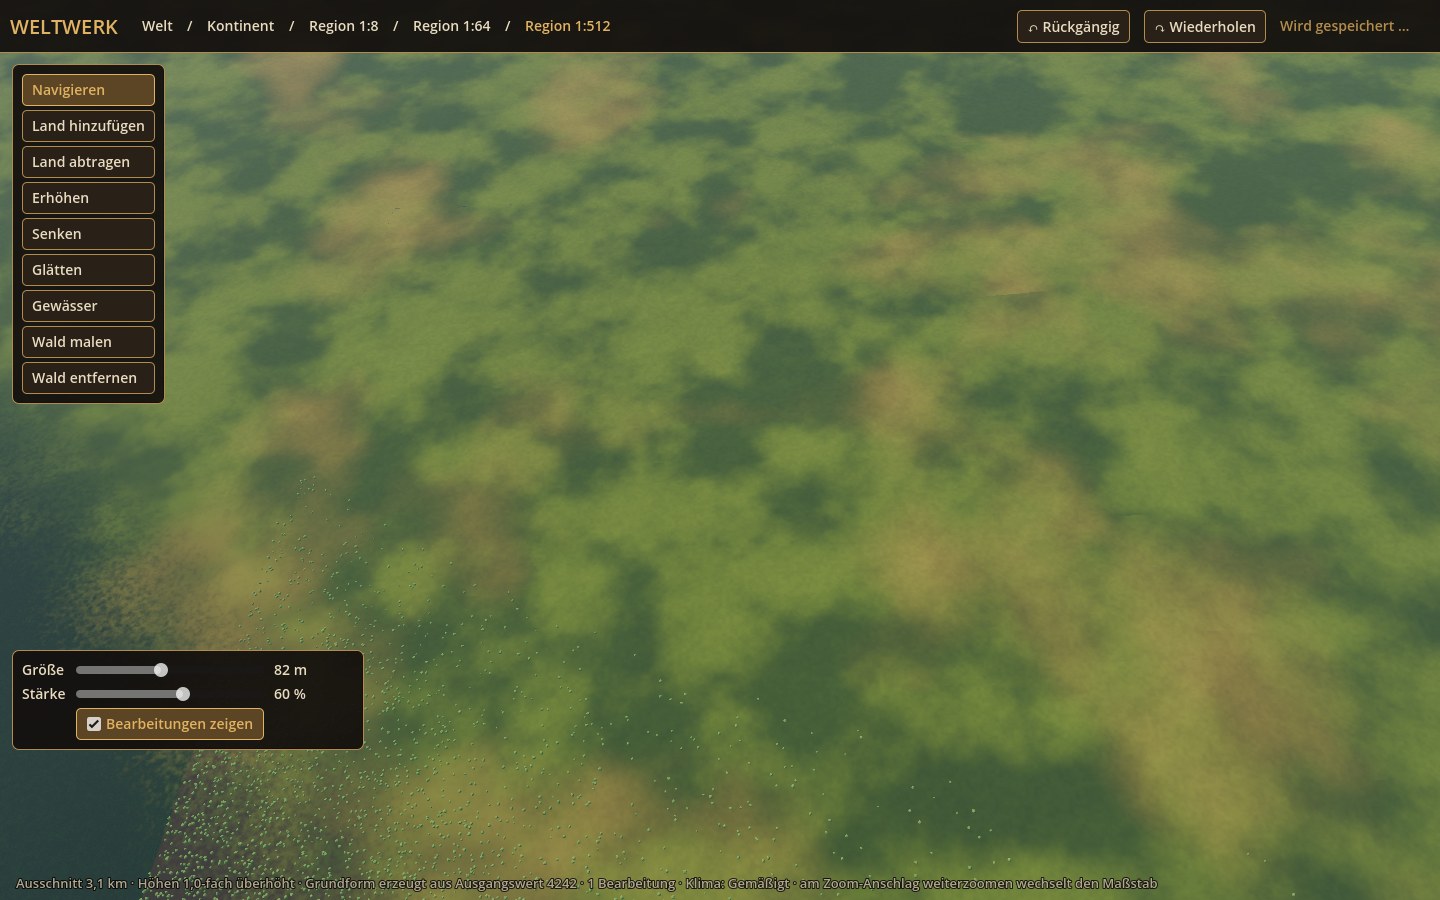 WELTWERK Welt / Kontinent / Region 1:8 / Region 1:64 / Region 1:512 Rückgängig Wiederholen Wird gespeichert ...
Navigieren
Land hinzufügen
Land abtragen
Erhöhen
Senken
Glätten
Gewässer
Wald malen
Wald entfernen
Größe 82 m
Stärke 60 %
Bearbeitungen zeigen
Ausschnitt 3,1 km · Höhen 1,0-fach überhöht · Grundform erzeugt aus Ausgangswert 4242 · 1 Bearbeitung · Klima: Gemäßigt · am Zoom-Anschlag weiterzoomen wechselt den Maßstab